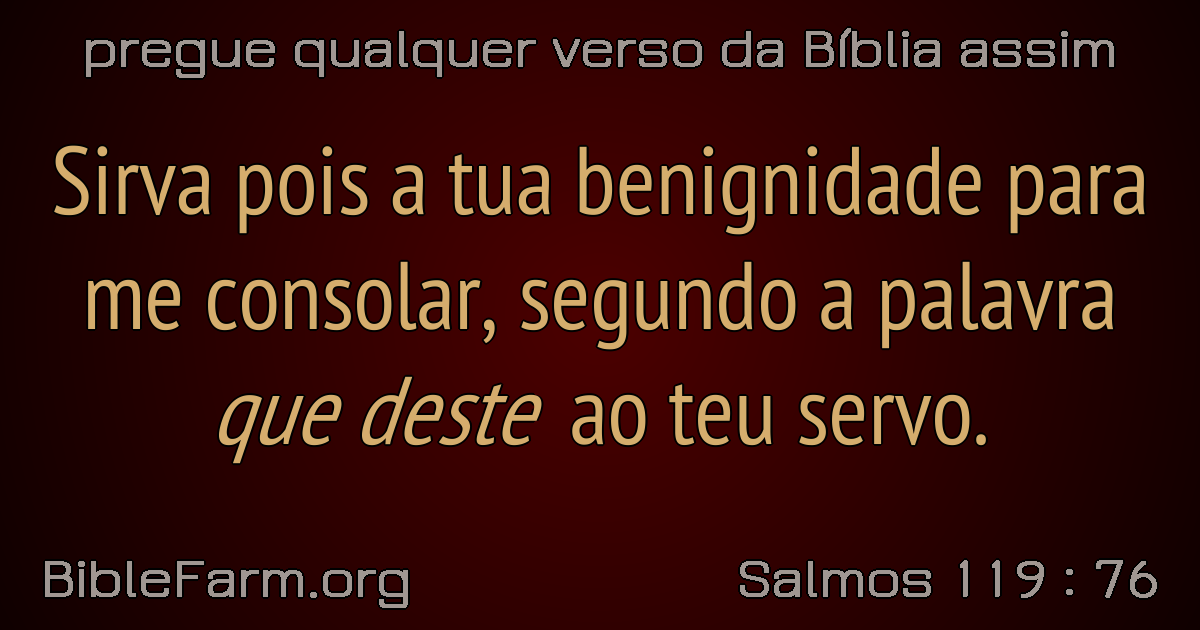 pregue qualquer verso da Bíblia assim
Sirva pois a tua benignidade para
me consolar, segundo a palavra
que deste ao teu servo.
BibleFarm.org
Salmos 119 : 76